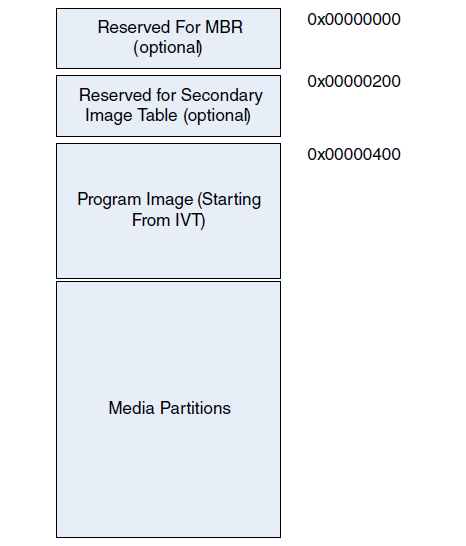 Reserved For MBR
(optional)
0x00000000
Reserved for Secondary
Image Table (optional)
0x00000200
Program Image (Starting
From IVT)
0x00000400
Media Partitions